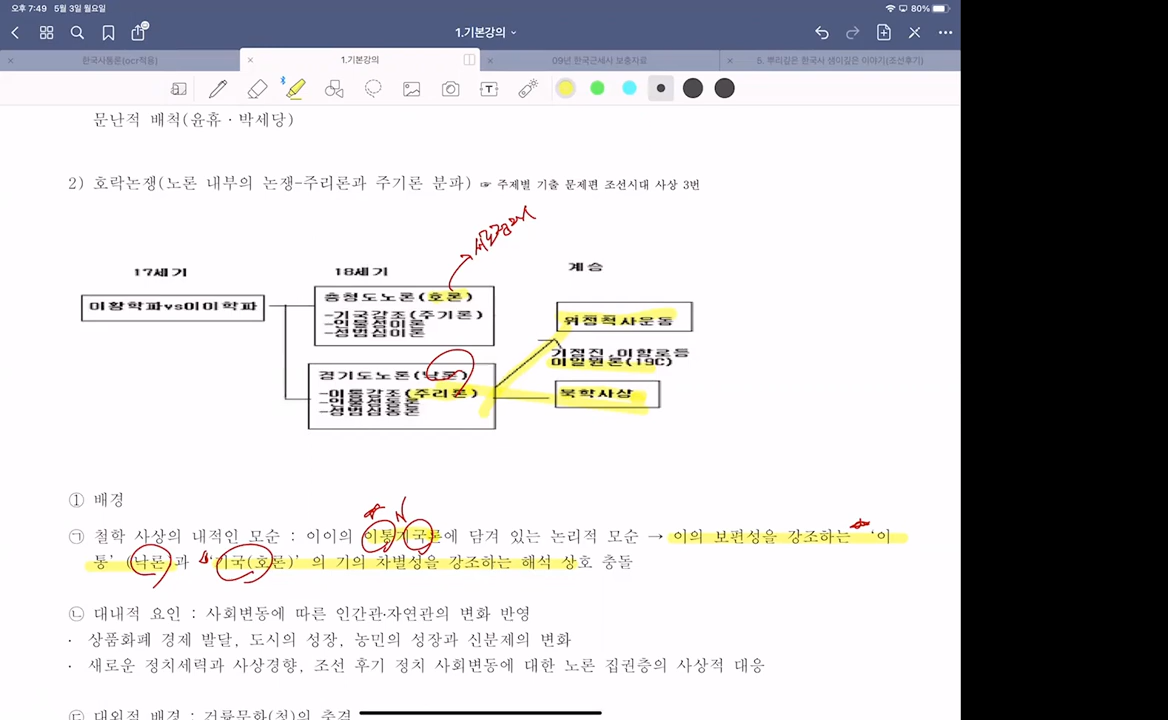 오후 7:49 5월 3일 월요일
80%
1.기본강의
한국사통론(ocr적용)
1.기본강의
09년 한국근세사 보충자료
5. 뿌리깊은 한국사 샘이깊은 이야기(조선후기)
문난적 배척(윤휴 · 박세당)
2) 호락논쟁(노론 내부의 논쟁-주리론과 주기론 분파) ☞ 주제별 기출 문제편 조선시대 사상 3번
17세기
18세기
계승
이황학파vs이이학파
충청도노론(호론)
-기국강조(주기론)
-인물성이론
-성범심이론
위정척사운동
기정진,이항로등
이일원론(19C)
경기도노론(낙론)
-이통강조(주리론)
-인물성동론
-성범심동론
북학사상
① 배경
㉠ 철학 사상의 내적인 모순 : 이이의 이통기국론에 담겨 있는 논리적 모순 → 이의 보편성을 강조하는 ‘이
통’(낙론)과 ‘기국(호론)’의 기의 차별성을 강조하는 해석 상호 충돌
㉡ 대내적 요인 : 사회변동에 따른 인간관·자연관의 변화 반영
· 상품화폐 경제 발달, 도시의 성장, 농민의 성장과 신분제의 변화
· 새로운 정치세력과 사상경향, 조선 후기 정치 사회변동에 대한 노론 집권층의 사상적 대응
㉢ 대외적 배경 : 거륙문화(청)의 충격